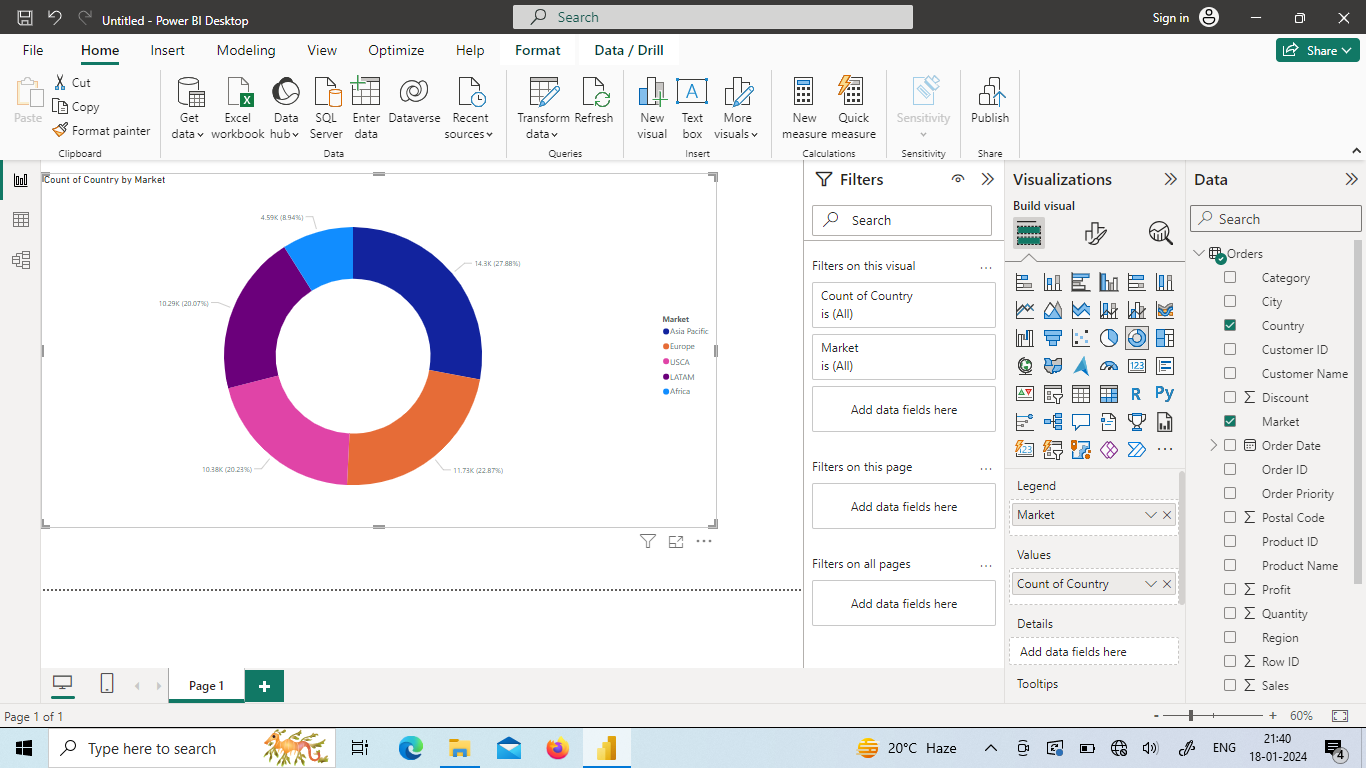 Untitled - Power BI Desktop
Search
Sign in
File
Home
Insert
Modeling
View
Optimize
Help
Format
Data / Drill
Share
Paste
Cut
Copy
Format painter
Clipboard
Get data
Excel workbook
Data hub
SQL Server
Enter data
Dataverse
Recent sources
Data
Transform data
Refresh
Queries
New visual
Text box
More visuals
Insert
New measure
Quick measure
Calculations
Sensitivity
Sensitivity
Publish
Share
Count of Country by Market
4.59K (8.94%)
14.3K (27.88%)
10.29K (20.07%)
10.38K (20.23%)
11.73K (22.87%)
Market
Asia Pacific
Europe
USCA
LATAM
Africa
Filters
Search
Filters on this visual
Count of Country
is (All)
Market
is (All)
Add data fields here
Filters on this page
Add data fields here
Filters on all pages
Add data fields here
Visualizations
Build visual
123
R
Py
123
Legend
Market
Values
Count of Country
Details
Add data fields here
Tooltips
Data
Search
Orders
Category
City
Country
Customer ID
Customer Name
Discount
Market
Order Date
Order ID
Order Priority
Postal Code
Product ID
Product Name
Profit
Quantity
Region
Row ID
Sales
Page 1
Page 1 of 1
- + 60%
Type here to search
20°C Haze
ENG
21:40
18-01-2024
4